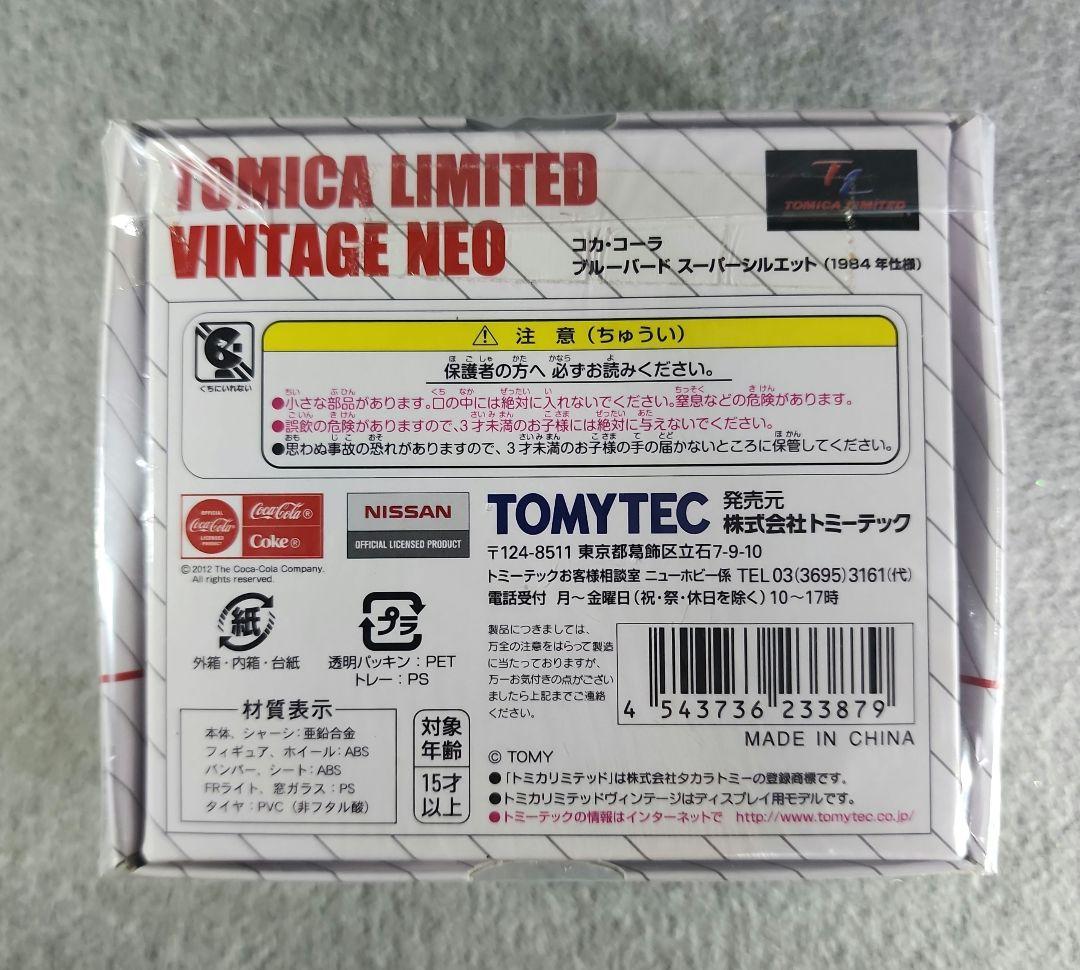 TOMICA LIMITED
VINTAGE NEO
TL
TOMICA LIMITED
コカ・コーラ
ブルーバード スーパーシルエット（1984年仕様）
くちにいれない
⚠ 注 意（ちゅうい）
保護者の方へ 必ずお読みください。
●小さな部品があります。口の中には絶対に入れないでください。窒息などの危険があります。
●誤飲の危険がありますので、3才未満のお子様には絶対に与えないでください。
●思わぬ事故の恐れがありますので、3才未満のお子様の手の届かないところに保管してください。
OFFICIAL
Coca-Cola
LICENSED
PRODUCT
Coca-Cola®
Coke®
©2012 The Coca-Cola Company.
All rights reserved.
NISSAN
OFFICIAL LICENSED PRODUCT
TOMYTEC
発売元
株式会社トミーテック
〒124-8511 東京都葛飾区立石7-9-10
トミーテックお客様相談室 ニューホビー係 TEL 03(3695)3161(代)
電話受付 月～金曜日（祝・祭・休日を除く）10～17時
紙
外箱・内箱・台紙
プラ
透明パッキン：PET
トレー：PS
製品につきましては、
万全の注意をはらって製造
に当たっておりますが、
万一お気付きの点がござい
ましたら上記までご連絡
ください。
4 543736 233879
MADE IN CHINA
材質表示
本体、シャーシ：亜鉛合金
フィギュア、ホイール：ABS
バンパー、シート：ABS
FRライト、窓ガラス：PS
タイヤ：PVC（非フタル酸）
対象
年齢
15才
以上
© TOMY
●「トミカリミテッド」は株式会社タカラトミーの登録商標です。
●トミカリミテッドヴィンテージはディスプレイ用モデルです。
●トミーテックの情報はインターネットで http://www.tomytec.co.jp/